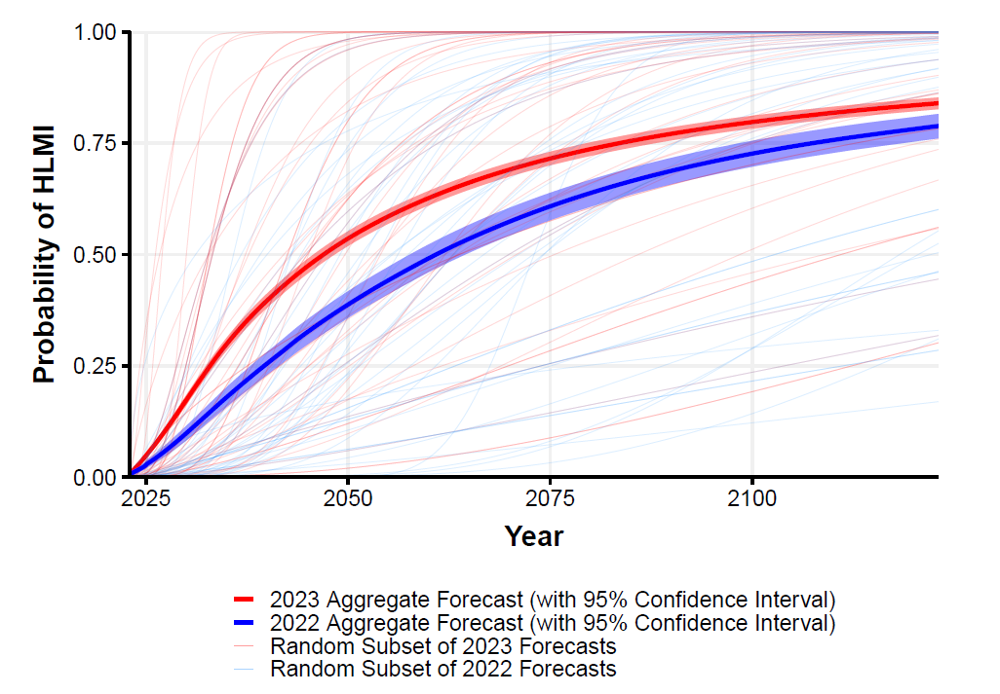 1.00
0.75
0.50
0.25
0.00
Probability of HLMI
2025 2050 2075 2100
Year
2023 Aggregate Forecast (with 95% Confidence Interval)
2022 Aggregate Forecast (with 95% Confidence Interval)
Random Subset of 2023 Forecasts
Random Subset of 2022 Forecasts